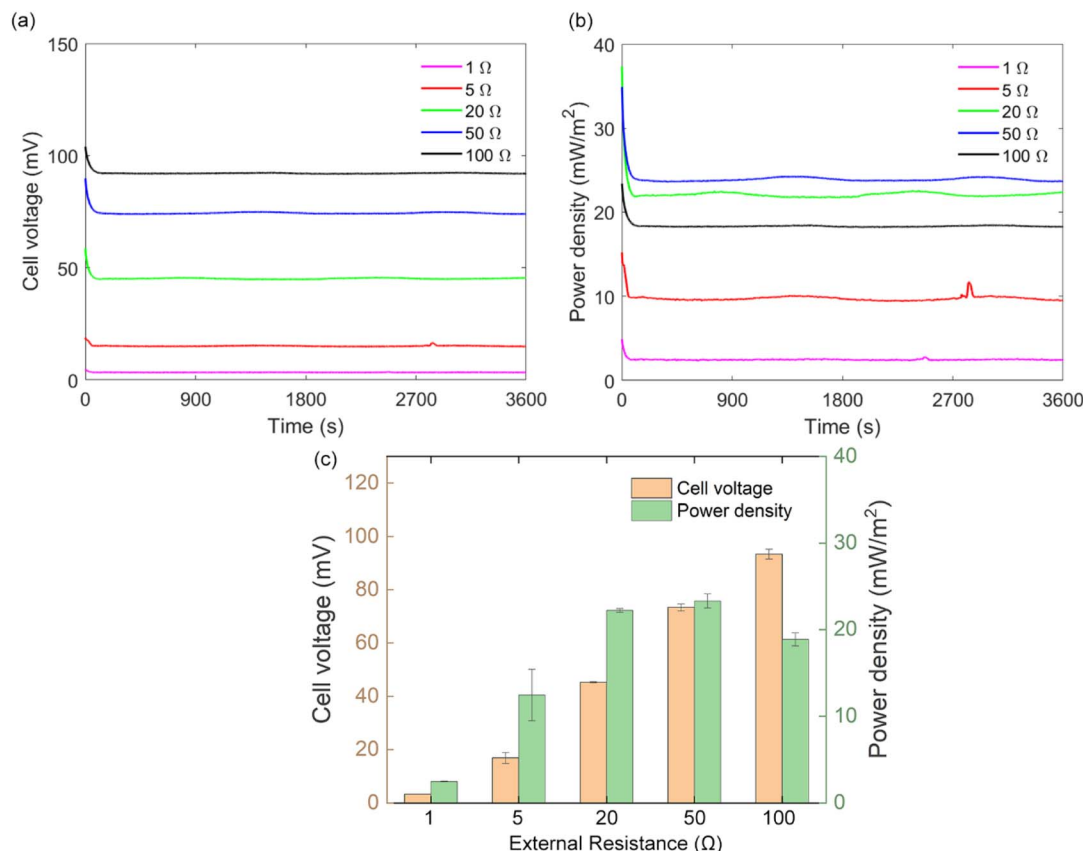 (a)
150
100
50
0
Cell voltage (mV)
1 Ω
5 Ω
20 Ω
50 Ω
100 Ω
0 900 1800 2700 3600
Time (s)
(b)
40
30
20
10
0
Power density (mW/m²)
1 Ω
5 Ω
20 Ω
50 Ω
100 Ω
0 900 1800 2700 3600
Time (s)
(c)
120
100
80
60
40
20
0
Cell voltage (mV)
Cell voltage
Power density
40
30
20
10
0
Power density (mW/m²)
1 5 20 50 100
External Resistance (Ω)